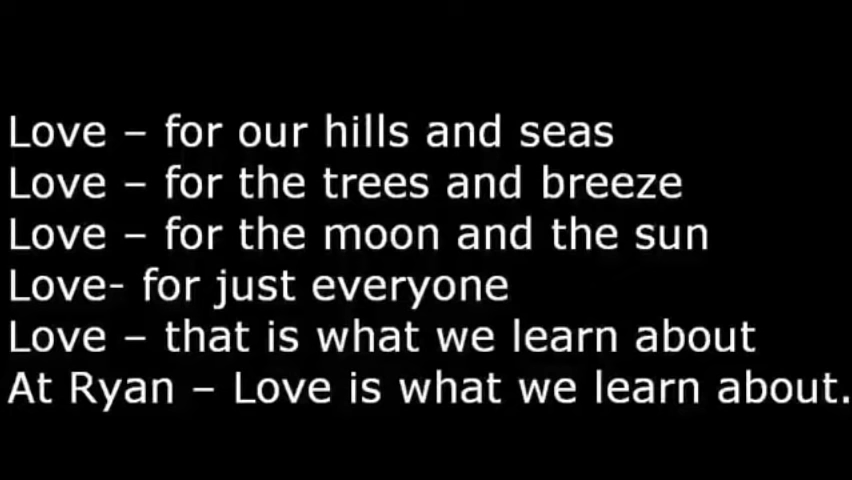 Love – for our hills and seas
Love – for the trees and breeze
Love – for the moon and the sun
Love- for just everyone
Love – that is what we learn about
At Ryan – Love is what we learn about.